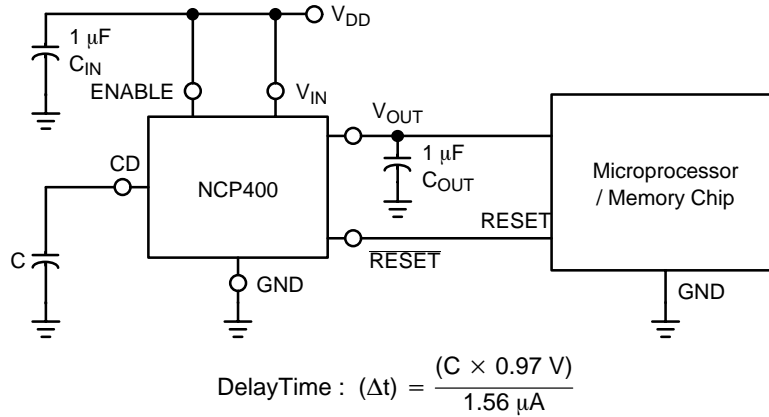 V_DD
1 μF
C_IN
ENABLE
V_IN
V_OUT
CD
NCP400
1 μF
C_OUT
Microprocessor
/ Memory Chip
RESET
RESET
C
GND
GND
DelayTime : (Δt) = (C × 0.97 V)
1.56 μA